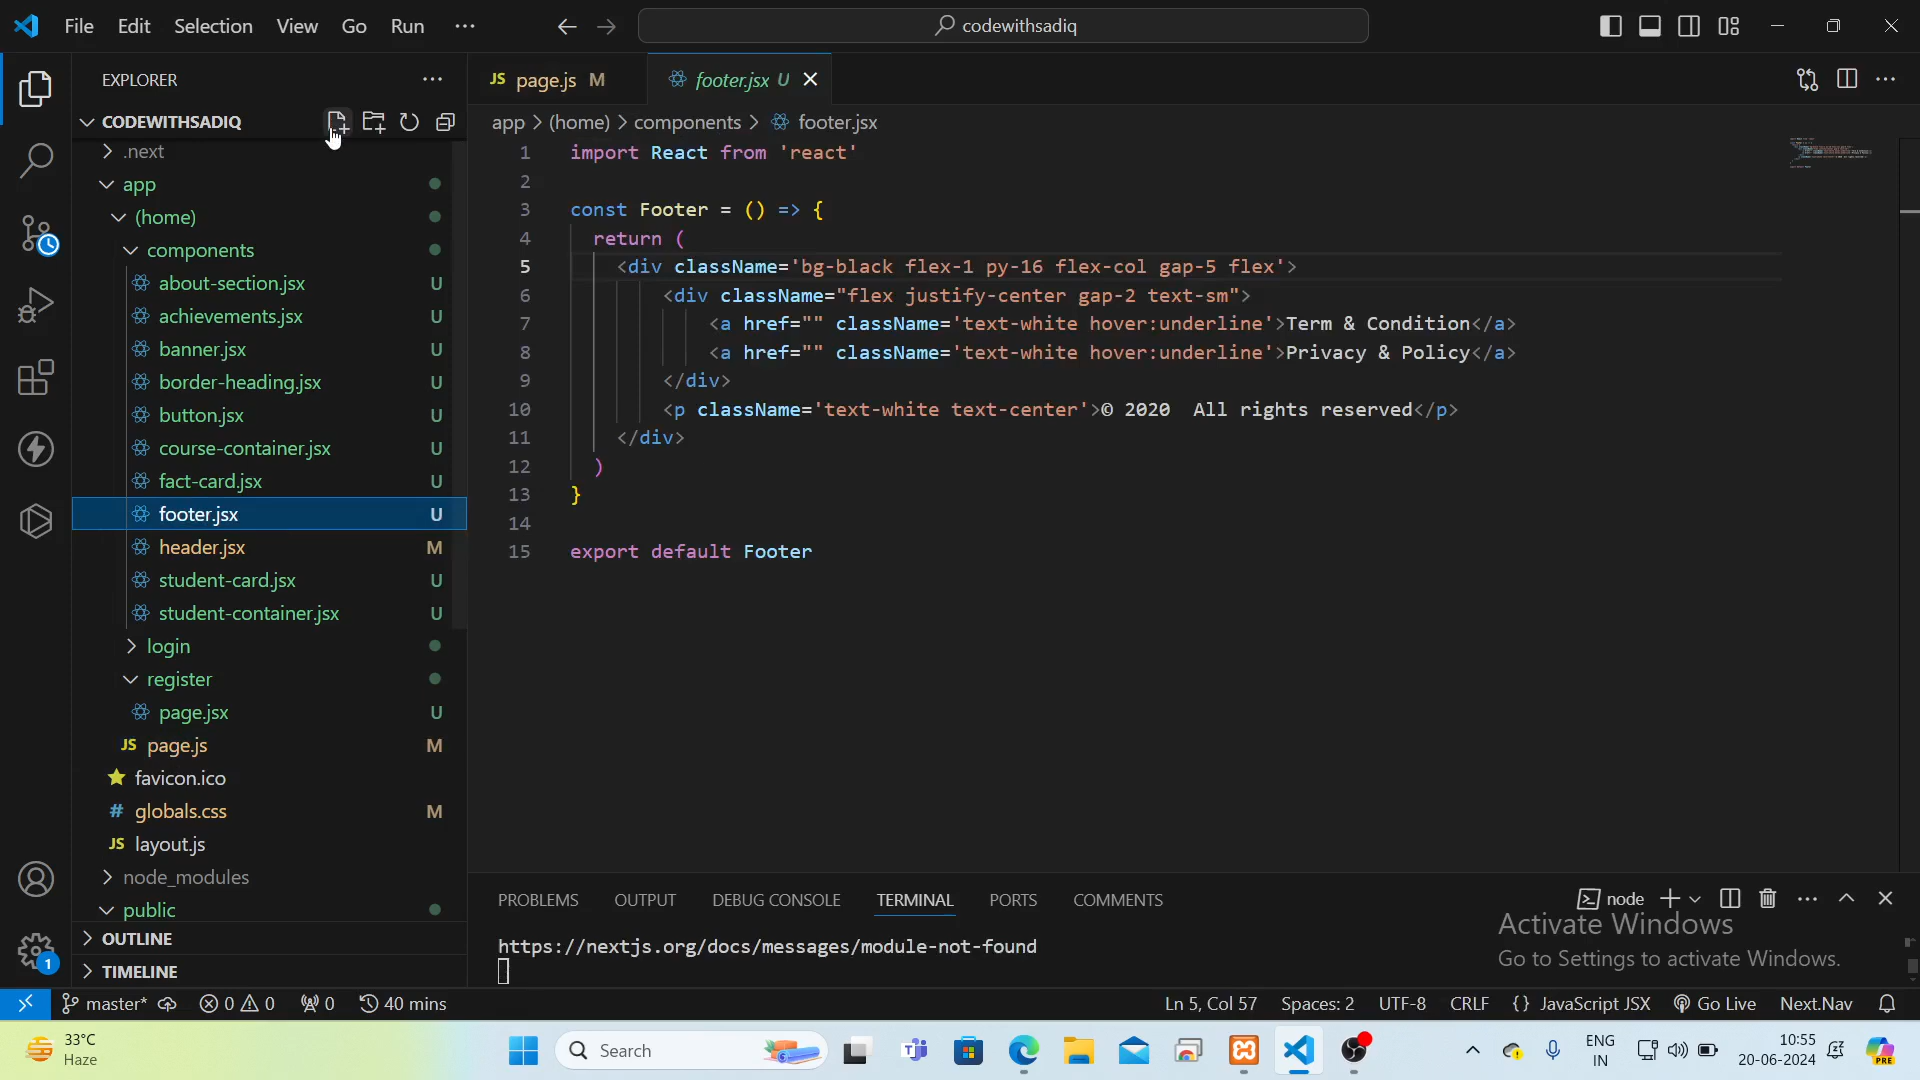 File Edit Selection View Go Run ···
codewithsadiq
EXPLORER ···
JS page.js M
footer.jsx U
CODEWITHSADIQ
app > (home) > components > footer.jsx
.next
app
(home)
components
about-section.jsx U
achievements.jsx U
banner.jsx U
border-heading.jsx U
button.jsx U
course-container.jsx U
fact-card.jsx U
footer.jsx U
header.jsx M
student-card.jsx U
student-container.jsx U
login
register
page.jsx U
JS page.js M
favicon.ico
# globals.css M
JS layout.js
node_modules
public
OUTLINE
TIMELINE
1 import React from 'react'
2
3 const Footer = () => {
4 return (
5 <div className='bg-black flex-1 py-16 flex-col gap-5 flex'>
6 <div className="flex justify-center gap-2 text-sm">
7 <a href="" className='text-white hover:underline'>Term & Condition</a>
8 <a href="" className='text-white hover:underline'>Privacy & Policy</a>
9 </div>
10 <p className='text-white text-center'>© 2020  All rights reserved</p>
11 </div>
12 )
13 }
14
15 export default Footer
PROBLEMS OUTPUT DEBUG CONSOLE TERMINAL PORTS COMMENTS
node
https://nextjs.org/docs/messages/module-not-found
Activate Windows
Go to Settings to activate Windows.
1
master* 0 0 0 40 mins
Ln 5, Col 57 Spaces: 2 UTF-8 CRLF {} JavaScript JSX Go Live Next.Nav
33°C
Haze
Search
ENG
IN
10:55
20-06-2024
PRE